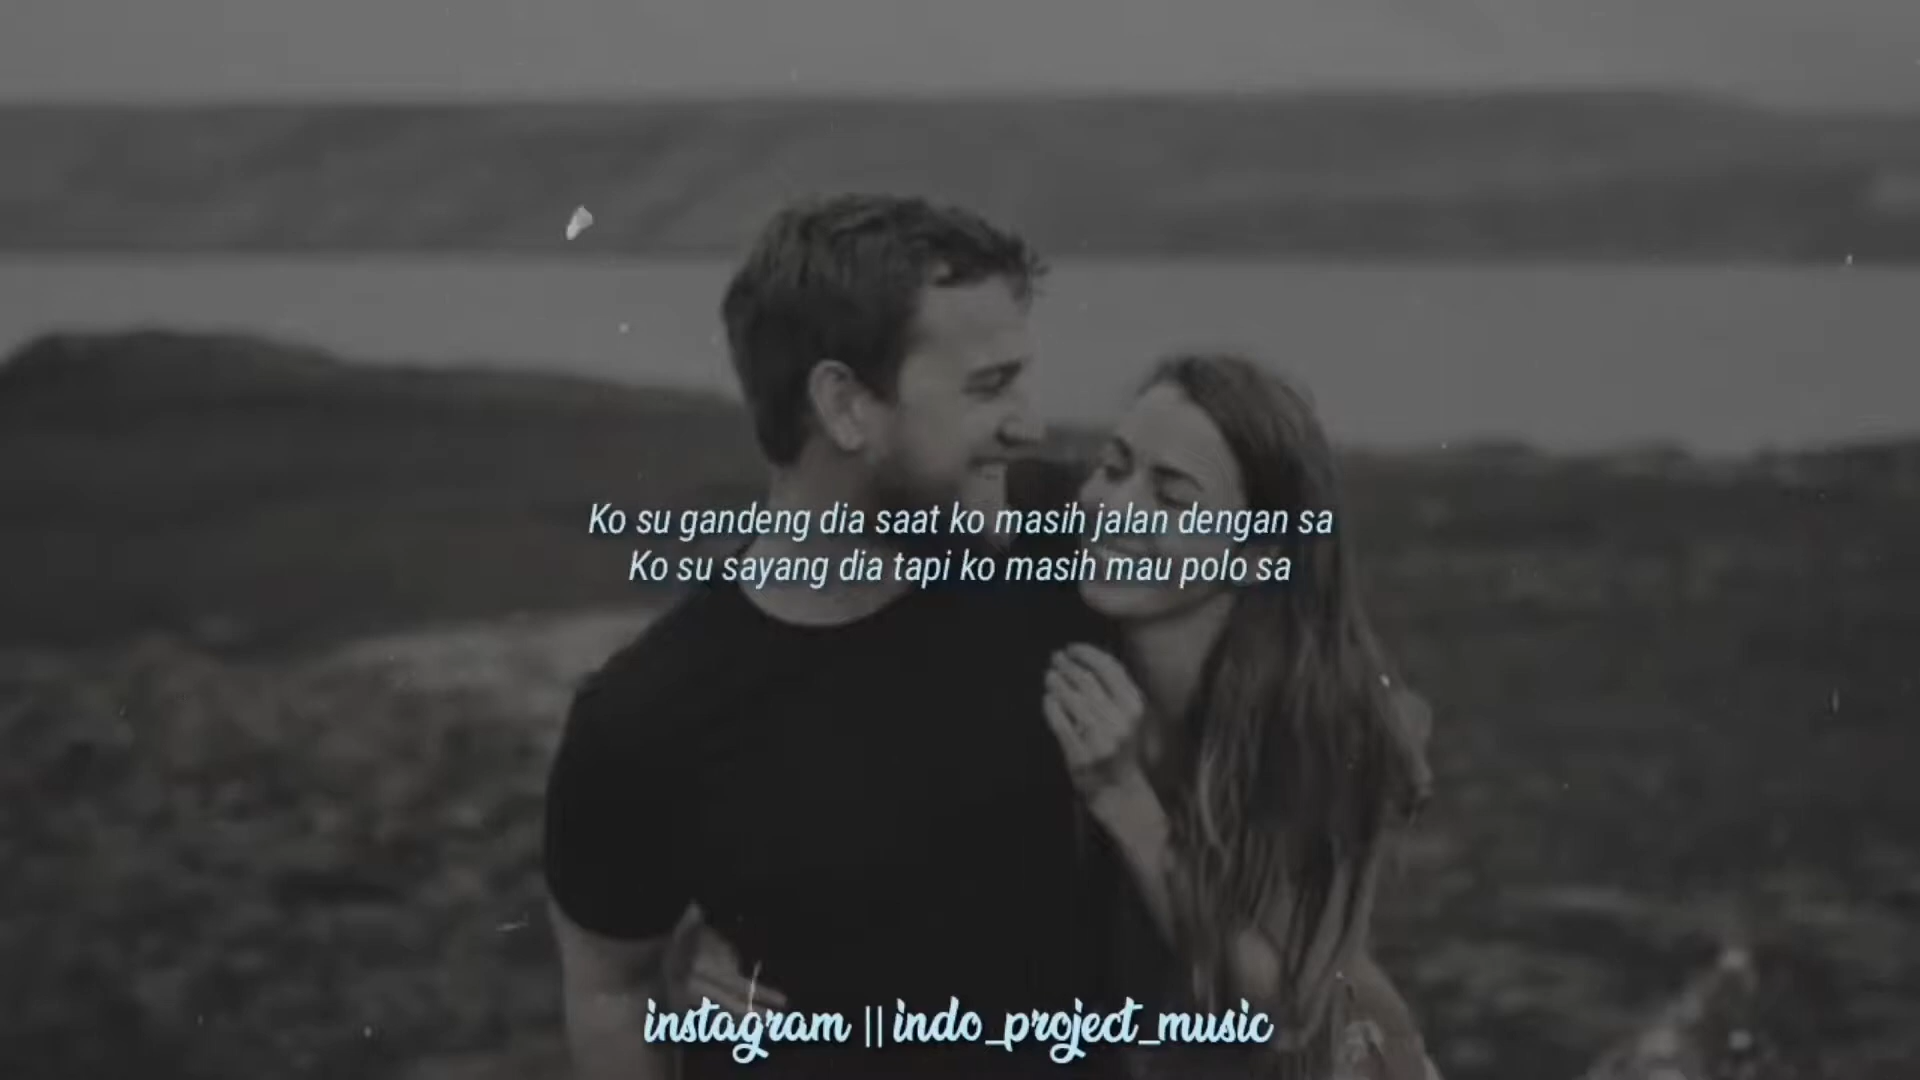 Ko su gandeng dia saat ko masih jalan dengan sa
Ko su sayang dia tapi ko masih mau polo sa
instagram || indo_project_music